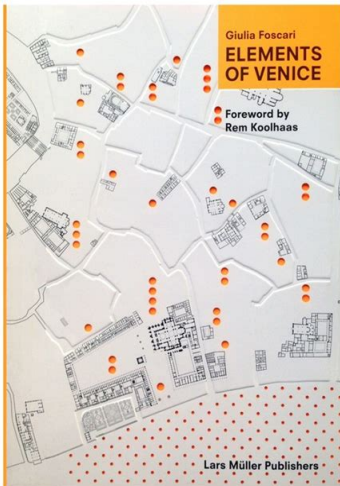 Giulia Foscari
ELEMENTS
OF VENICE
Foreword by
Rem Koolhaas
Lars Müller Publishers